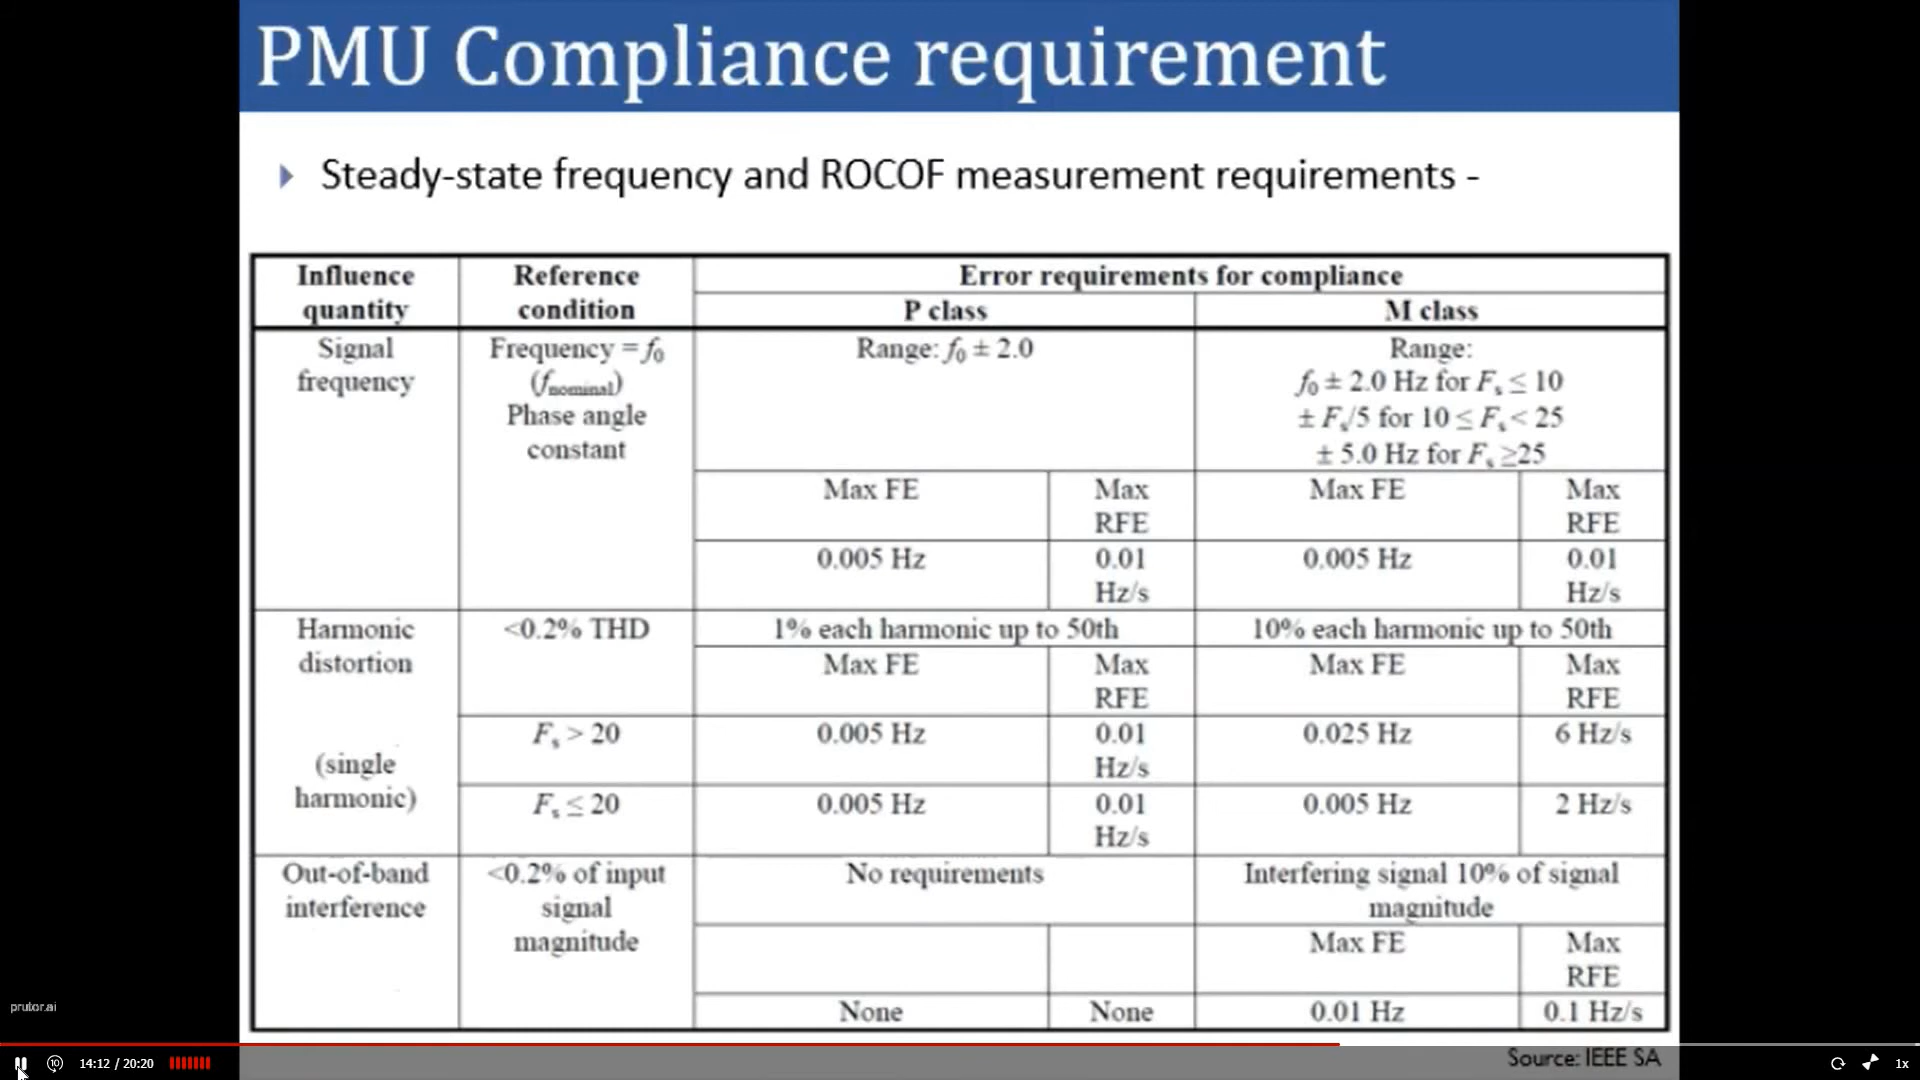 PMU Compliance requirement
Steady-state frequency and ROCOF measurement requirements -
Influence quantity
Reference condition
Error requirements for compliance
P class
M class
Signal frequency
Frequency = f₀
(fnominal)
Phase angle
constant
Range: f₀ ± 2.0
Range:
f₀ ± 2.0 Hz for Fₛ ≤ 10
± Fₛ/5 for 10 ≤ Fₛ < 25
± 5.0 Hz for Fₛ ≥25
Max FE
Max RFE
Max FE
Max RFE
0.005 Hz
0.01 Hz/s
0.005 Hz
0.01 Hz/s
Harmonic distortion
(single harmonic)
<0.2% THD
1% each harmonic up to 50th
10% each harmonic up to 50th
Max FE
Max RFE
Max FE
Max RFE
Fₛ > 20
0.005 Hz
0.01 Hz/s
0.025 Hz
6 Hz/s
Fₛ ≤ 20
0.005 Hz
0.01 Hz/s
0.005 Hz
2 Hz/s
Out-of-band interference
<0.2% of input signal magnitude
No requirements
Interfering signal 10% of signal magnitude
Max FE
Max RFE
None
None
0.01 Hz
0.1 Hz/s
prutor.ai
10
14:12 / 20:20
Source: IEEE SA
1x